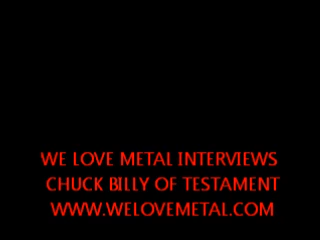 WE LOVE METAL INTERVIEWS
CHUCK BILLY OF TESTAMENT
WWW.WELOVEMETAL.COM